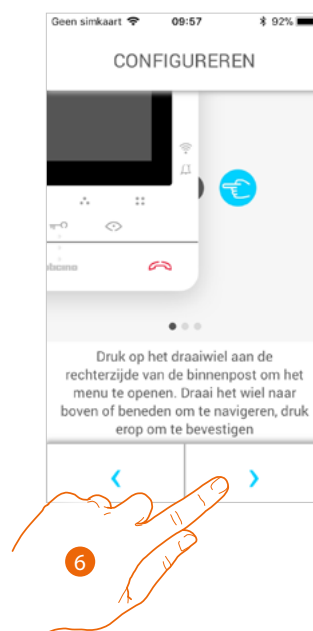 Geen simkaart 09:57 92%
CONFIGUREREN
Druk op het draaiwiel aan de
rechterzijde van de binnenpost om het
menu te openen. Draai het wiel naar
boven of beneden om te navigeren, druk
erop om te bevestigen
6